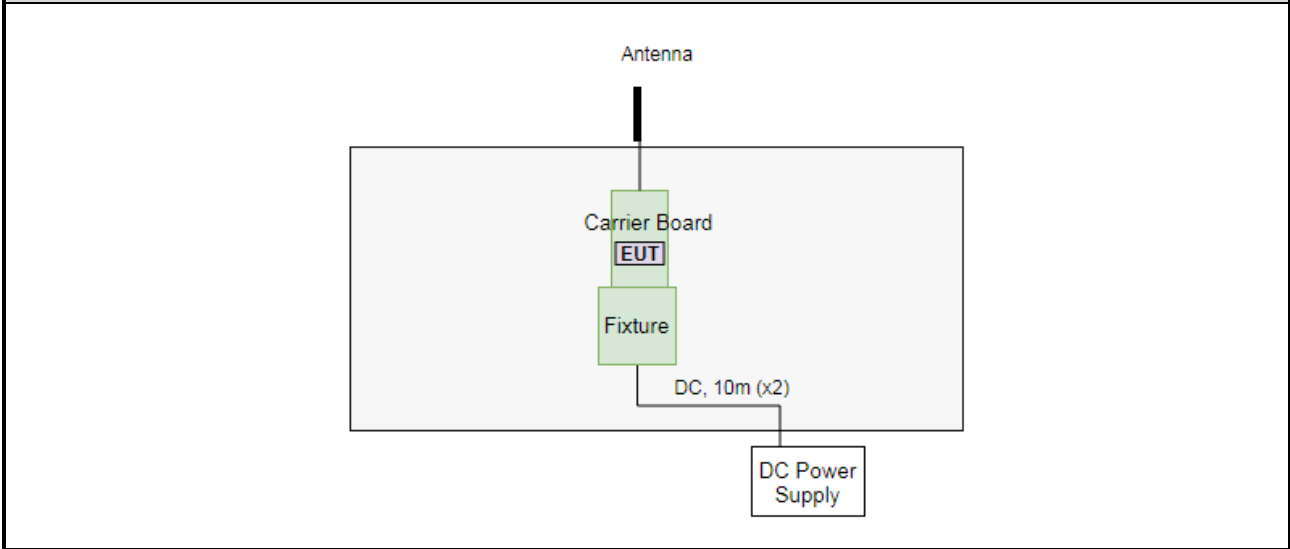 Antenna
Carrier Board
EUT
Fixture
DC, 10m (x2)
DC Power
Supply